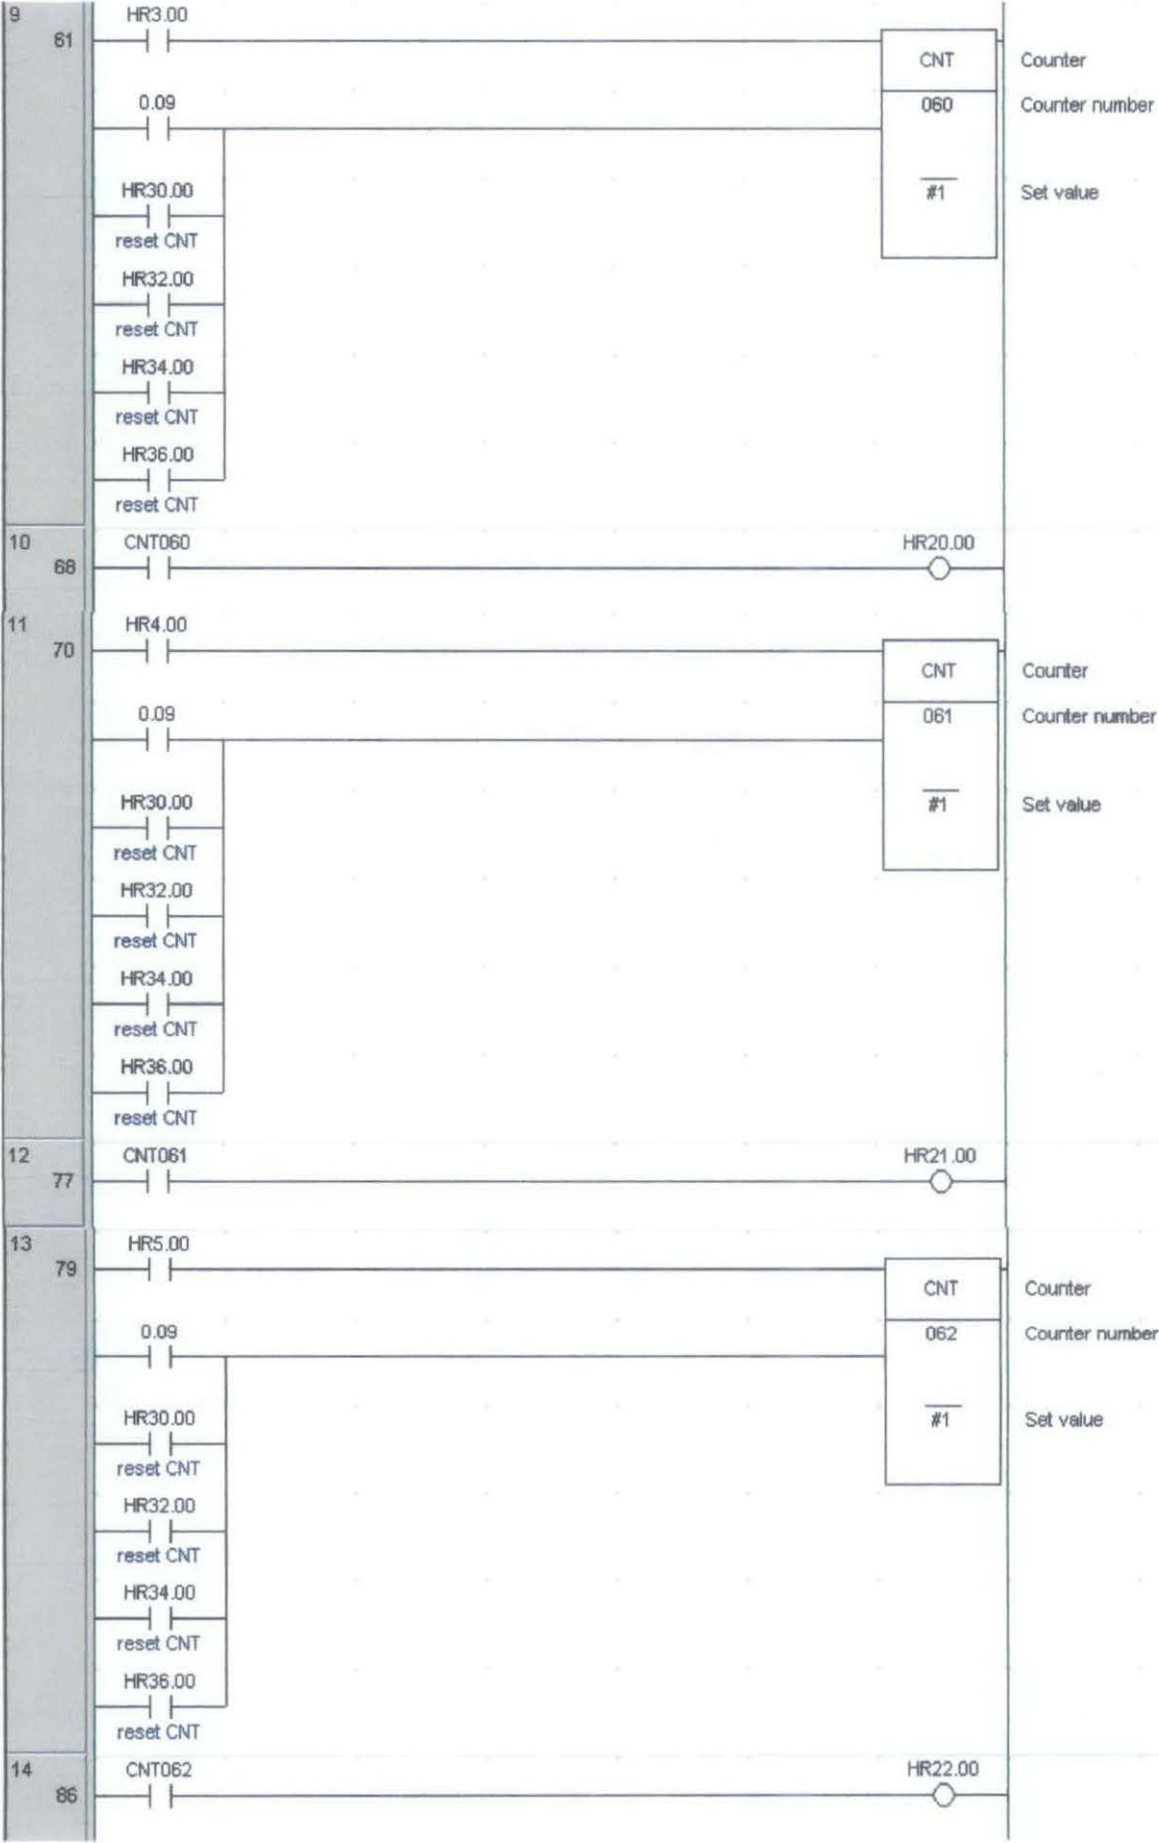 9
HR3.00
61
CNT
Counter
0.09
060
Counter number
HR30.00
#1
Set value
reset CNT
HR32.00
reset CNT
HR34.00
reset CNT
HR36.00
reset CNT
10
CNT060
HR20.00
68
11
HR4.00
70
CNT
Counter
0.09
061
Counter number
HR30.00
#1
Set value
reset CNT
HR32.00
reset CNT
HR34.00
reset CNT
HR36.00
reset CNT
12
CNT061
HR21.00
77
13
HR5.00
79
CNT
Counter
0.09
062
Counter number
HR30.00
#1
Set value
reset CNT
HR32.00
reset CNT
HR34.00
reset CNT
HR36.00
reset CNT
14
CNT062
HR22.00
86